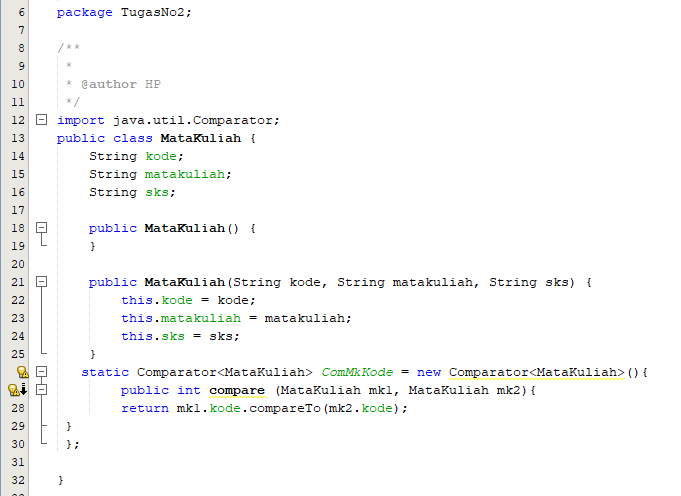 6 package TugasNo2;
7
8 /**
9 *
10 * @author HP
11 */
12 import java.util.Comparator;
13 public class MataKuliah {
14 String kode;
15 String matakuliah;
16 String sks;
17
18 public MataKuliah() {
19 }
20
21 public MataKuliah(String kode, String matakuliah, String sks) {
22 this.kode = kode;
23 this.matakuliah = matakuliah;
24 this.sks = sks;
25 }
static Comparator<MataKuliah> ComMkKode = new Comparator<MataKuliah>(){
public int compare (MataKuliah mk1, MataKuliah mk2){
28 return mk1.kode.compareTo(mk2.kode);
29 }
30 };
31
32 }